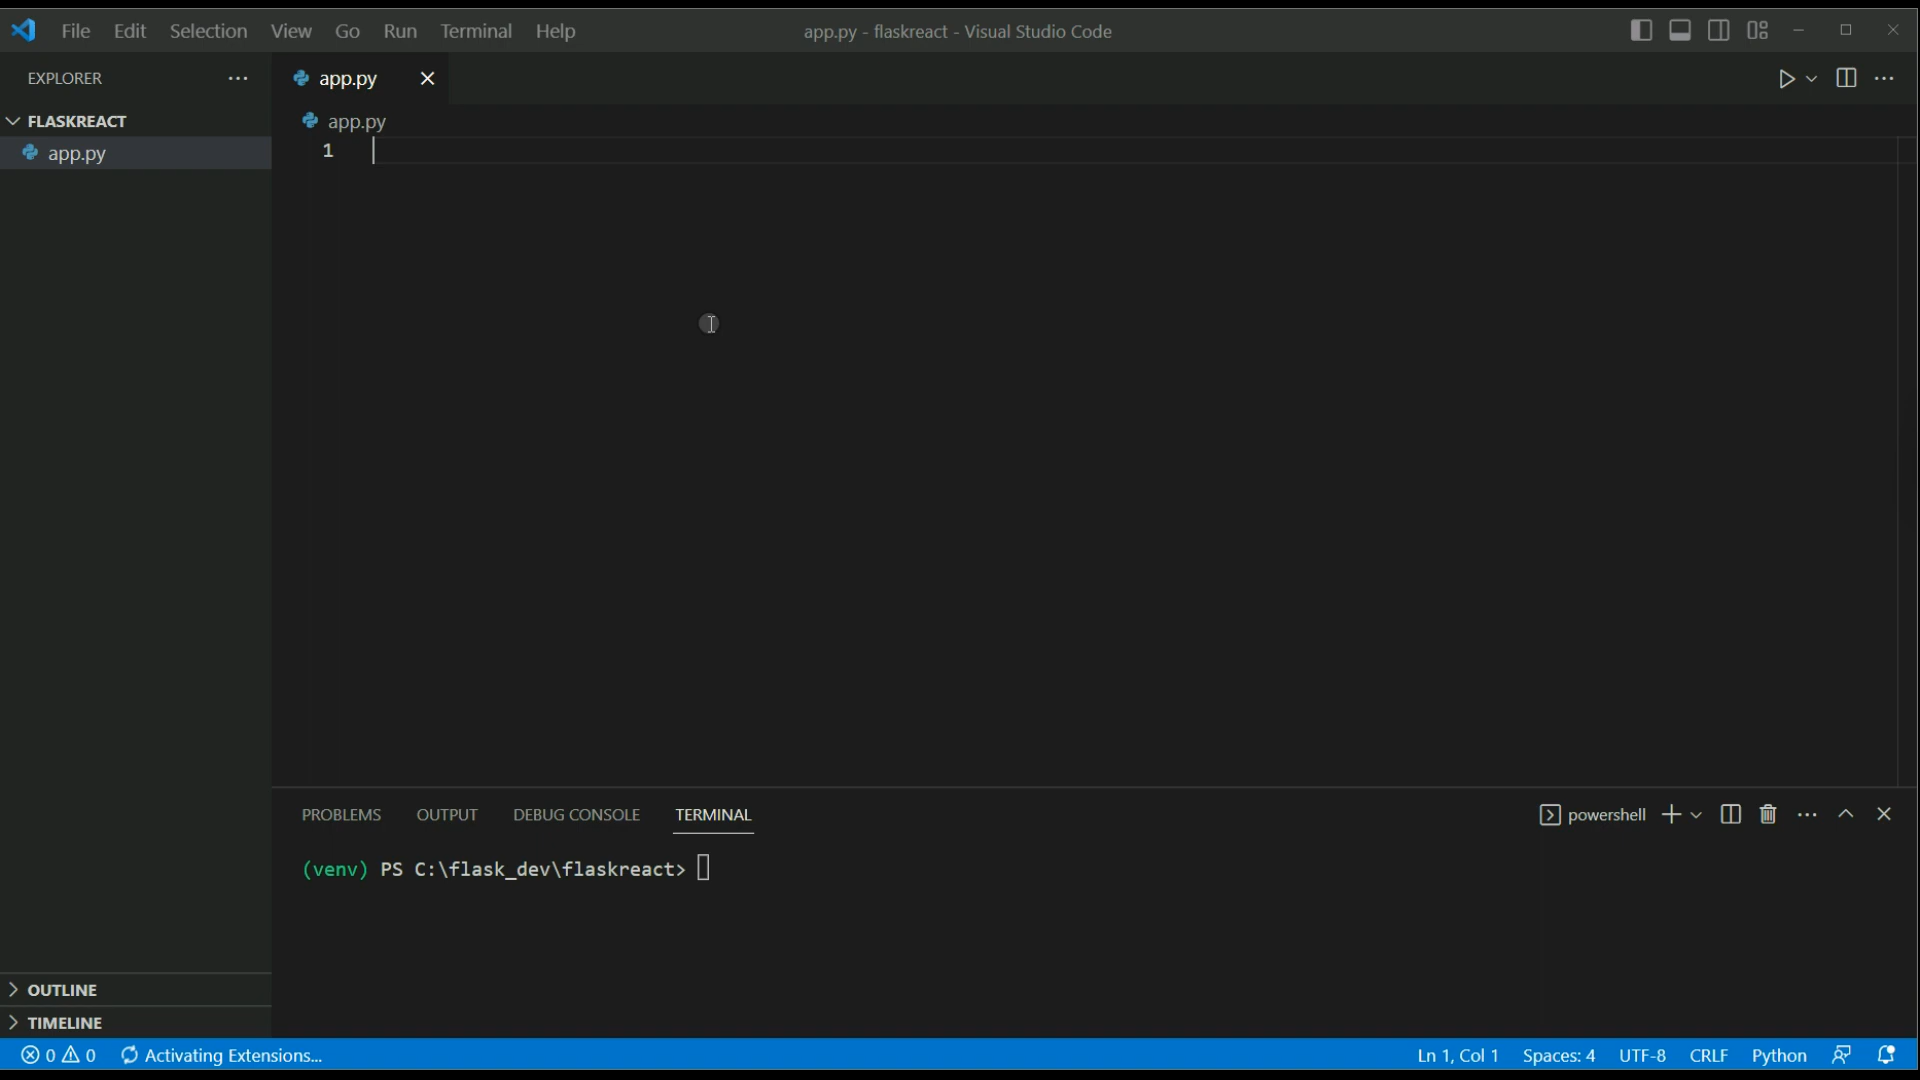 File Edit Selection View Go Run Terminal Help
app.py - flaskreact - Visual Studio Code
EXPLORER
app.py
FLASKREACT
app.py
app.py
1
PROBLEMS OUTPUT DEBUG CONSOLE TERMINAL
powershell
(venv) PS C:\flask_dev\flaskreact>
OUTLINE
TIMELINE
0 0 Activating Extensions...
Ln 1, Col 1 Spaces: 4 UTF-8 CRLF Python